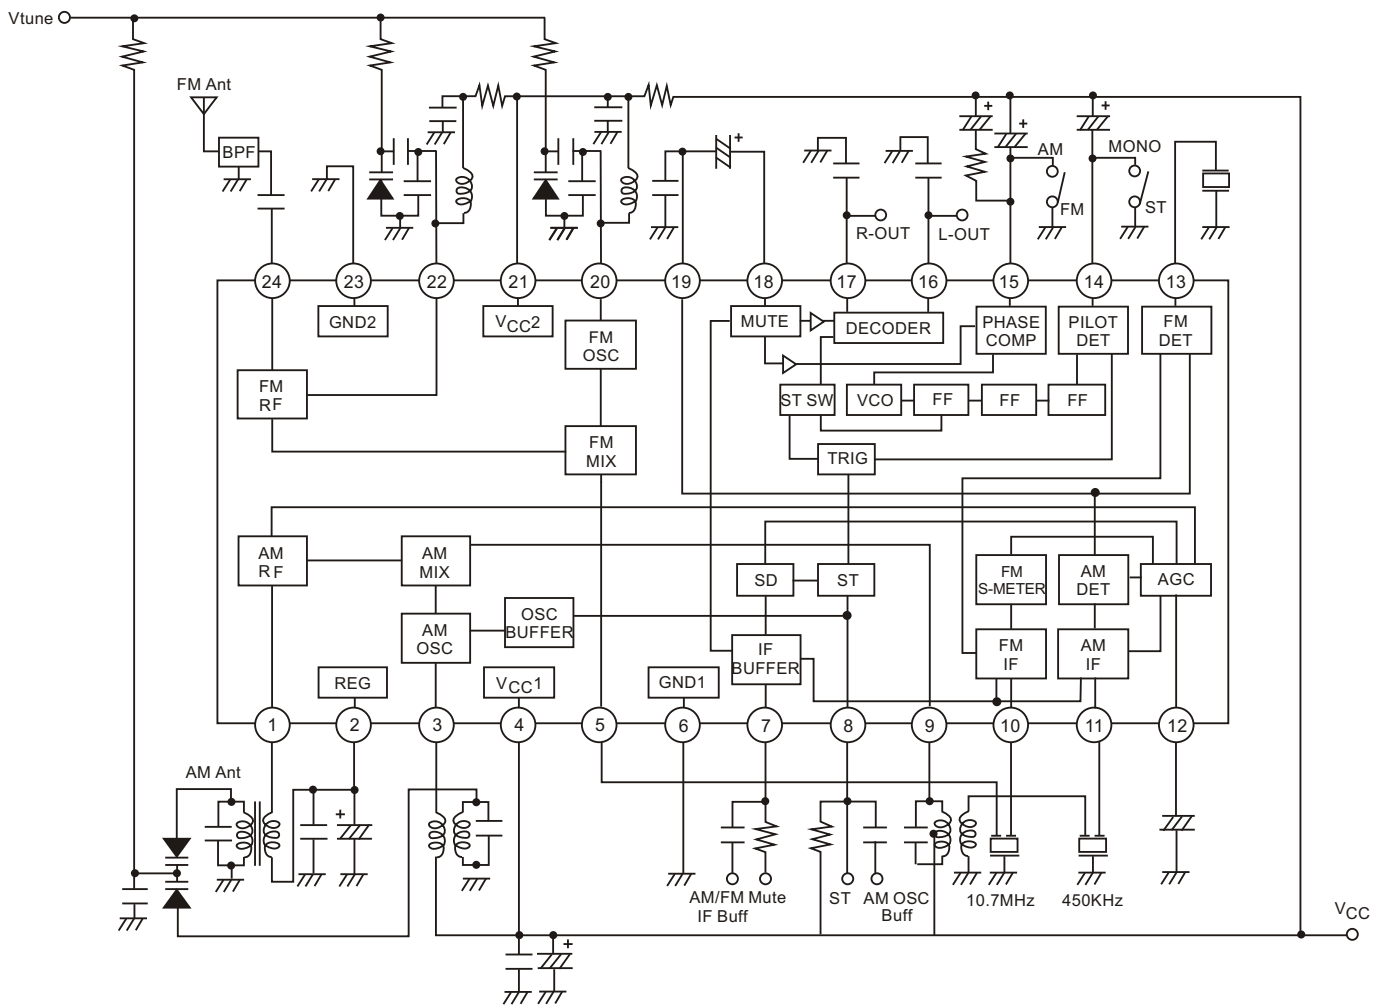 Vtune
FM Ant
BPF
AM
FM
MONO
ST
R-OUT
L-OUT
24
23
22
21
20
19
18
17
16
15
14
13
GND2
VCC2
FM
OSC
MUTE
DECODER
PHASE
COMP
PILOT
DET
FM
DET
FM
RF
ST SW
VCO
FF
FF
FF
FM
MIX
TRIG
AM
RF
AM
MIX
SD
ST
FM
S-METER
AM
DET
AGC
AM
OSC
OSC
BUFFER
IF
BUFFER
FM
IF
AM
IF
REG
VCC1
GND1
1
2
3
4
5
6
7
8
9
10
11
12
AM Ant
AM/FM
IF Buff
Mute
ST
AM OSC
Buff
10.7MHz
450KHz
VCC
+
+
+
+
+
+